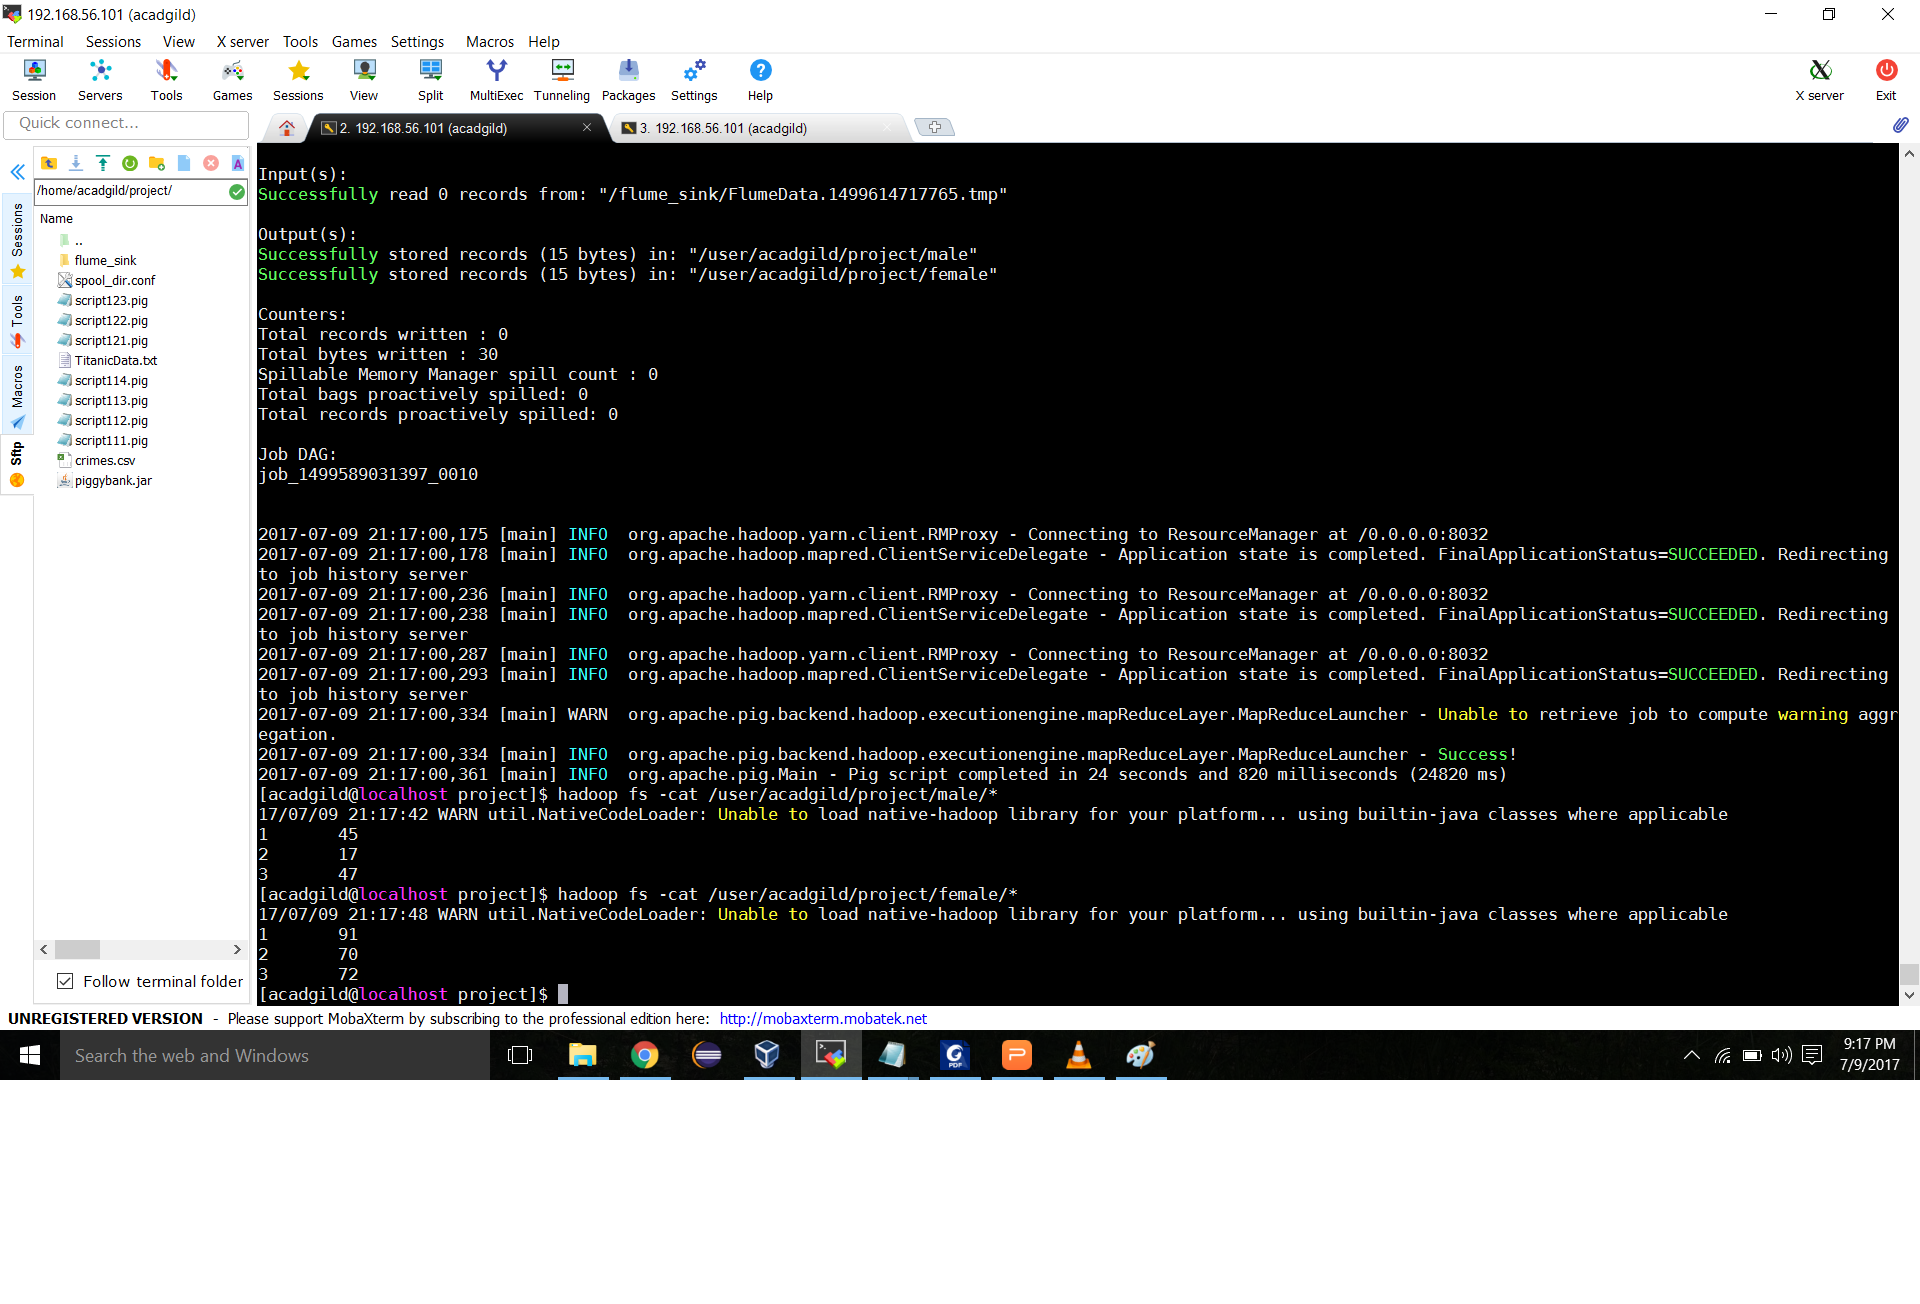 192.168.56.101 (acadgild)
Terminal Sessions View X server Tools Games Settings Macros Help
Session Servers Tools Games Sessions View Split MultiExec Tunneling Packages Settings Help X server Exit
Quick connect...
2. 192.168.56.101 (acadgild)
3. 192.168.56.101 (acadgild)
/home/acadgild/project/
Name
..
flume_sink
spool_dir.conf
script123.pig
script122.pig
script121.pig
TitanicData.txt
script114.pig
script113.pig
script112.pig
script111.pig
crimes.csv
piggybank.jar
Sessions
Tools
Macros
Sftp
Follow terminal folder
Input(s):
Successfully read 0 records from: "/flume_sink/FlumeData.1499614717765.tmp"
Output(s):
Successfully stored records (15 bytes) in: "/user/acadgild/project/male"
Successfully stored records (15 bytes) in: "/user/acadgild/project/female"
Counters:
Total records written : 0
Total bytes written : 30
Spillable Memory Manager spill count : 0
Total bags proactively spilled: 0
Total records proactively spilled: 0
Job DAG:
job_1499589031397_0010
2017-07-09 21:17:00,175 [main] INFO  org.apache.hadoop.yarn.client.RMProxy - Connecting to ResourceManager at /0.0.0.0:8032
2017-07-09 21:17:00,178 [main] INFO  org.apache.hadoop.mapred.ClientServiceDelegate - Application state is completed. FinalApplicationStatus=SUCCEEDED. Redirecting
to job history server
2017-07-09 21:17:00,236 [main] INFO  org.apache.hadoop.yarn.client.RMProxy - Connecting to ResourceManager at /0.0.0.0:8032
2017-07-09 21:17:00,238 [main] INFO  org.apache.hadoop.mapred.ClientServiceDelegate - Application state is completed. FinalApplicationStatus=SUCCEEDED. Redirecting
to job history server
2017-07-09 21:17:00,287 [main] INFO  org.apache.hadoop.yarn.client.RMProxy - Connecting to ResourceManager at /0.0.0.0:8032
2017-07-09 21:17:00,293 [main] INFO  org.apache.hadoop.mapred.ClientServiceDelegate - Application state is completed. FinalApplicationStatus=SUCCEEDED. Redirecting
to job history server
2017-07-09 21:17:00,334 [main] WARN  org.apache.pig.backend.hadoop.executionengine.mapReduceLayer.MapReduceLauncher - Unable to retrieve job to compute warning aggr
egation.
2017-07-09 21:17:00,334 [main] INFO  org.apache.pig.backend.hadoop.executionengine.mapReduceLayer.MapReduceLauncher - Success!
2017-07-09 21:17:00,361 [main] INFO  org.apache.pig.Main - Pig script completed in 24 seconds and 820 milliseconds (24820 ms)
[acadgild@localhost project]$ hadoop fs -cat /user/acadgild/project/male/*
17/07/09 21:17:42 WARN util.NativeCodeLoader: Unable to load native-hadoop library for your platform... using builtin-java classes where applicable
1       45
2       17
3       47
[acadgild@localhost project]$ hadoop fs -cat /user/acadgild/project/female/*
17/07/09 21:17:48 WARN util.NativeCodeLoader: Unable to load native-hadoop library for your platform... using builtin-java classes where applicable
1       91
2       70
3       72
[acadgild@localhost project]$
UNREGISTERED VERSION - Please support MobaXterm by subscribing to the professional edition here: http://mobaxterm.mobatek.net
Search the web and Windows
PDF
9:17 PM
7/9/2017